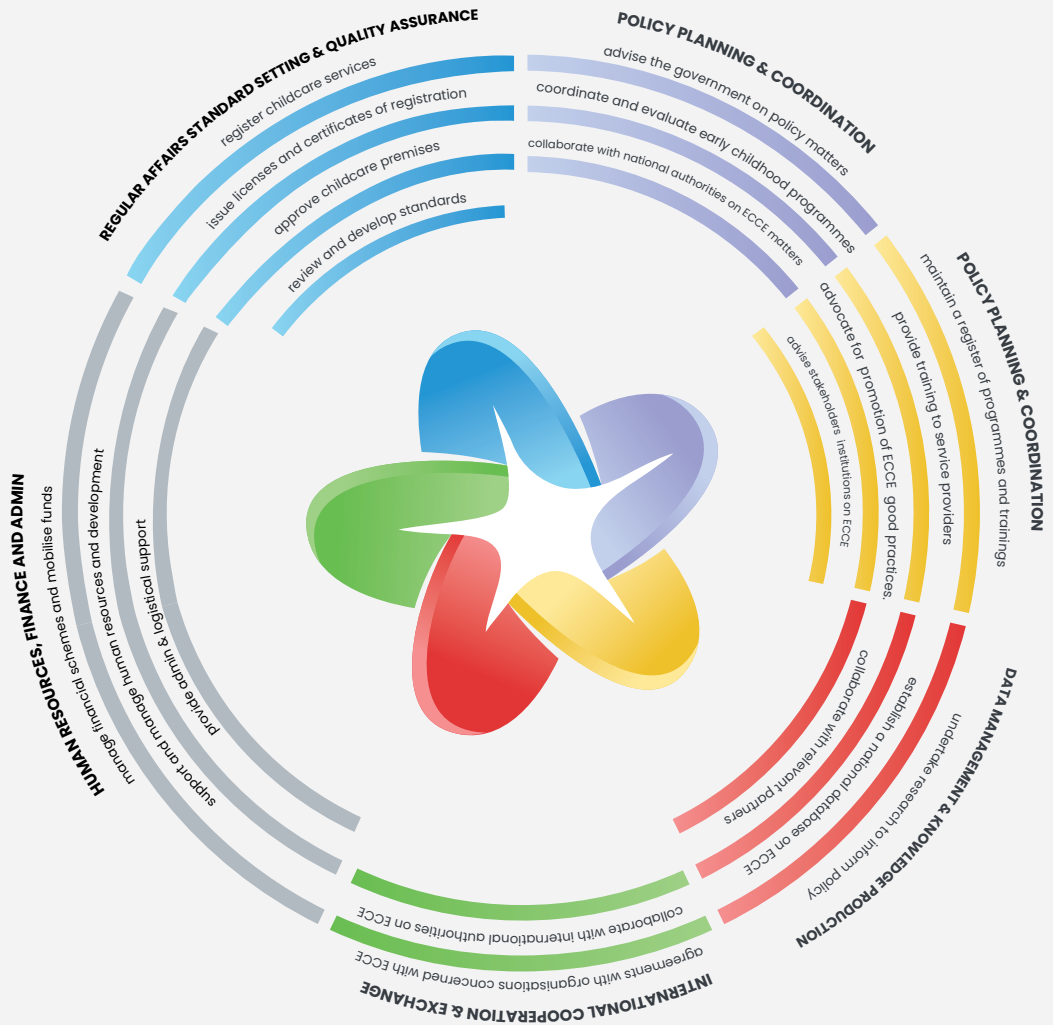 REGULAR AFFAIRS STANDARD SETTING & QUALITY ASSURANCE
register childcare services
issue licenses and certificates of registration
approve childcare premises
review and develop standards
POLICY PLANNING & COORDINATION
advise the government on policy matters
coordinate and evaluate early childhood programmes
collaborate with national authorities on ECCE matters
POLICY PLANNING & COORDINATION
maintain a register of programmes and trainings
provide training to service providers
advocate for promotion of ECCE good practices.
advise stakeholders institutions on ECCE
DATA MANAGEMENT & KNOWLEDGE PRODUCTION
undertake research to inform policy
establish a national database on ECCE
collaborate with relevant partners
INTERNATIONAL COOPERATION & EXCHANGE
agreements with organisations concerned with ECCE
collaborate with international authorities on ECCE
HUMAN RESOURCES, FINANCE AND ADMIN
manage financial schemes and mobilise funds
support and manage human resources and development
provide admin & logistical support